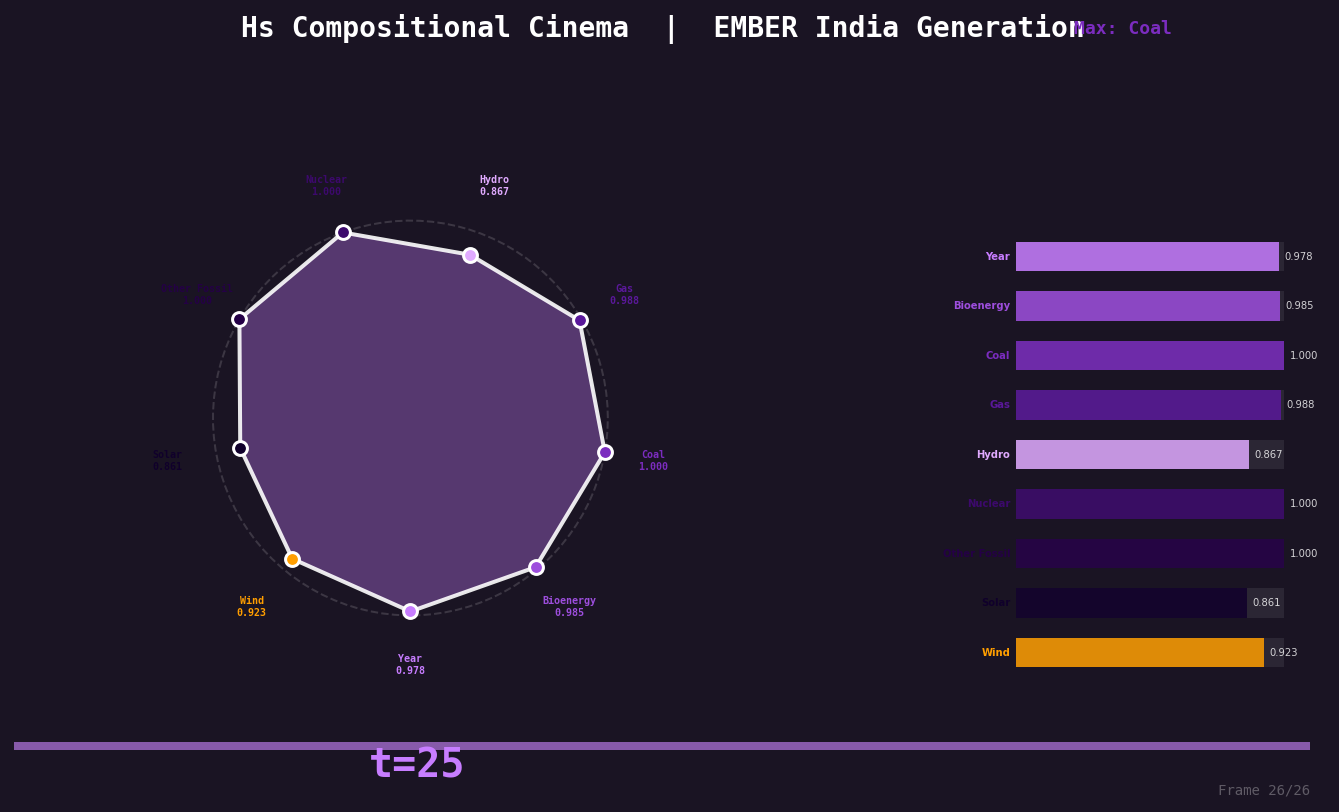 Hs Compositional Cinema | EMBER India Generation
Max: Coal
Nuclear
1.000
Hydro
0.867
Other Fossil
1.000
Gas
0.988
Solar
0.861
Coal
1.000
Wind
0.923
Bioenergy
0.985
Year
0.978
Year 0.978
Bioenergy 0.985
Coal 1.000
Gas 0.988
Hydro 0.867
Nuclear 1.000
Other Fossil 1.000
Solar 0.861
Wind 0.923
t=25
Frame 26/26